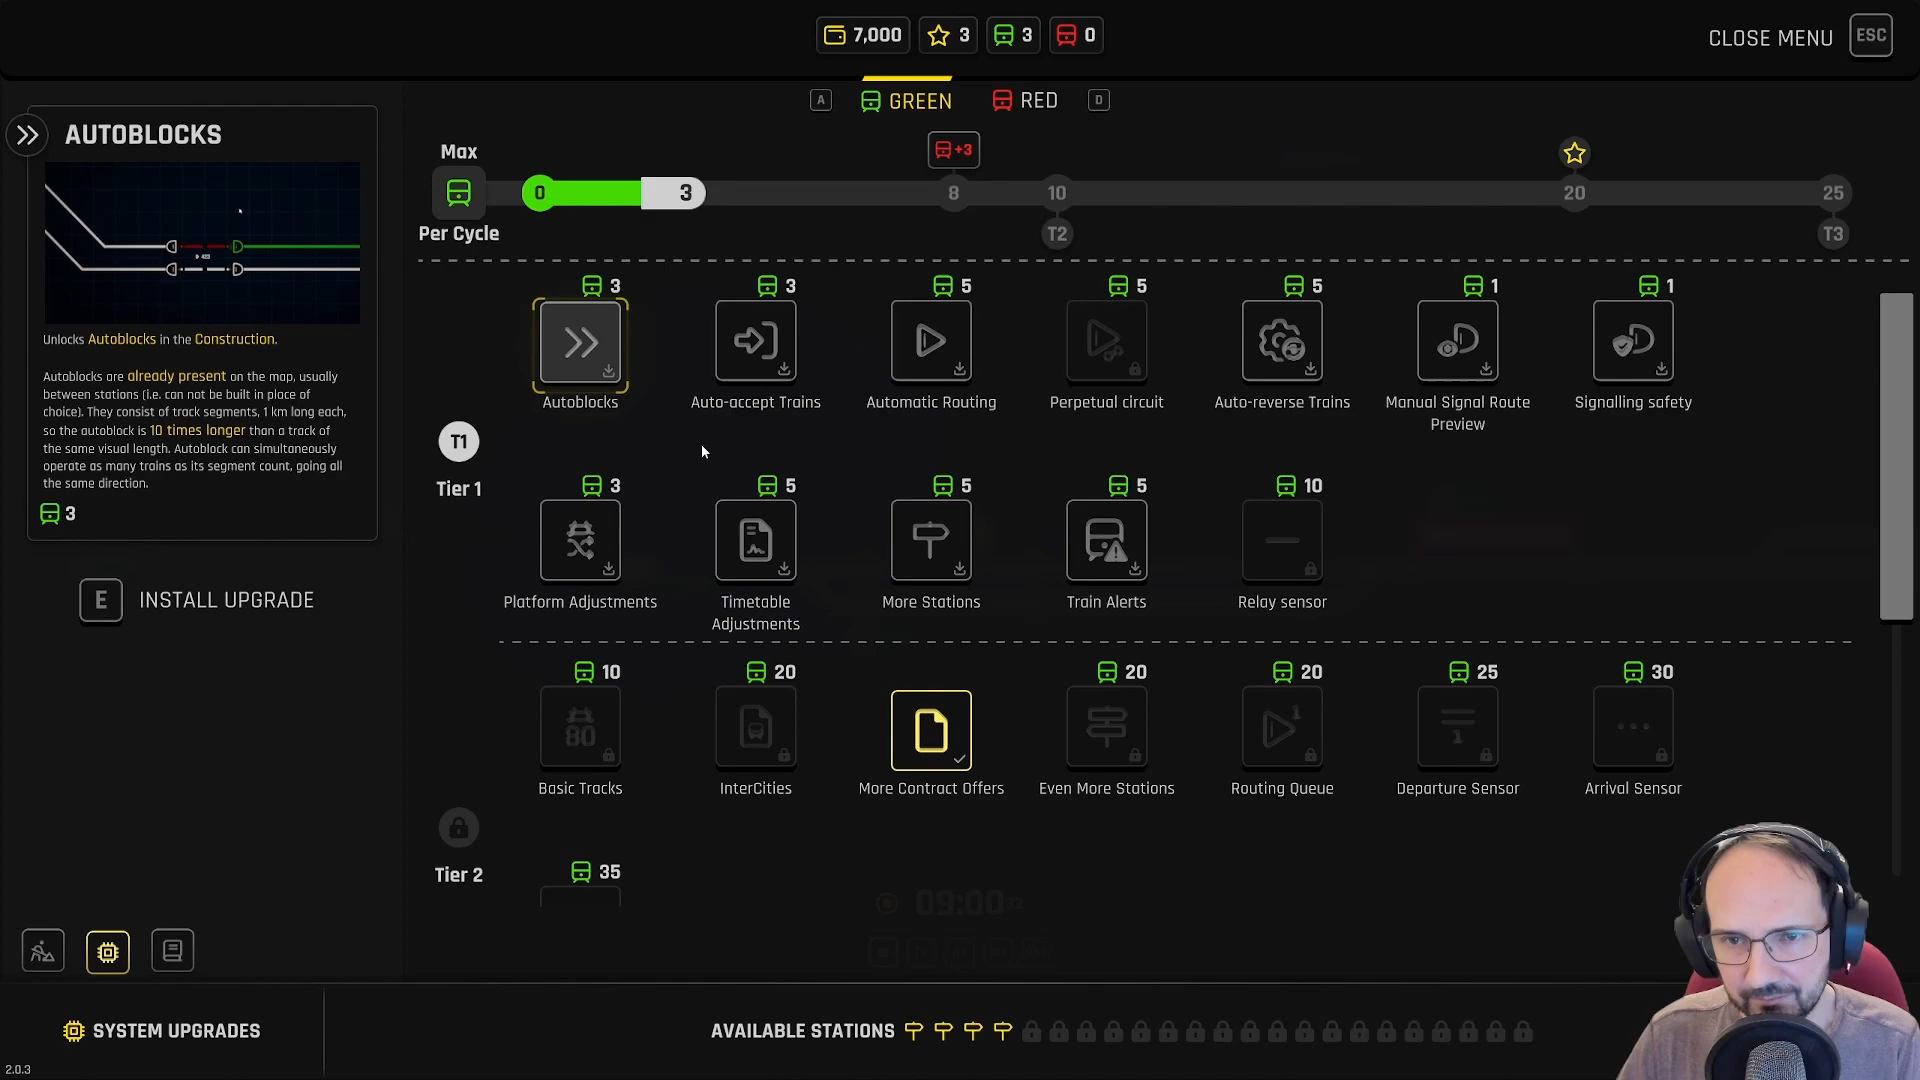 7,000
3
3
0
CLOSE MENU
ESC
A
GREEN
RED
D
AUTOBLOCKS
Max
+3
0
3
8
10
20
25
Per Cycle
T2
T3
Unlocks Autoblocks in the Construction.
Autoblocks are already present on the map, usually
between stations (i.e. can not be built in place of
choice). They consist of track segments, 1 km long each,
so the autoblock is 10 times longer than a track of
the same visual length. Autoblock can simultaneously
operate as many trains as its segment count, going all
the same direction.
3
E
INSTALL UPGRADE
3
3
5
5
5
1
1
Autoblocks
Auto-accept Trains
Automatic Routing
Perpetual circuit
Auto-reverse Trains
Manual Signal Route
Preview
Signalling safety
T1
Tier 1
3
5
5
5
10
Platform Adjustments
Timetable
Adjustments
More Stations
Train Alerts
Relay sensor
10
20
20
20
25
30
80
1
1
Basic Tracks
InterCities
More Contract Offers
Even More Stations
Routing Queue
Departure Sensor
Arrival Sensor
Tier 2
35
09:00 32
SYSTEM UPGRADES
AVAILABLE STATIONS
2.0.3